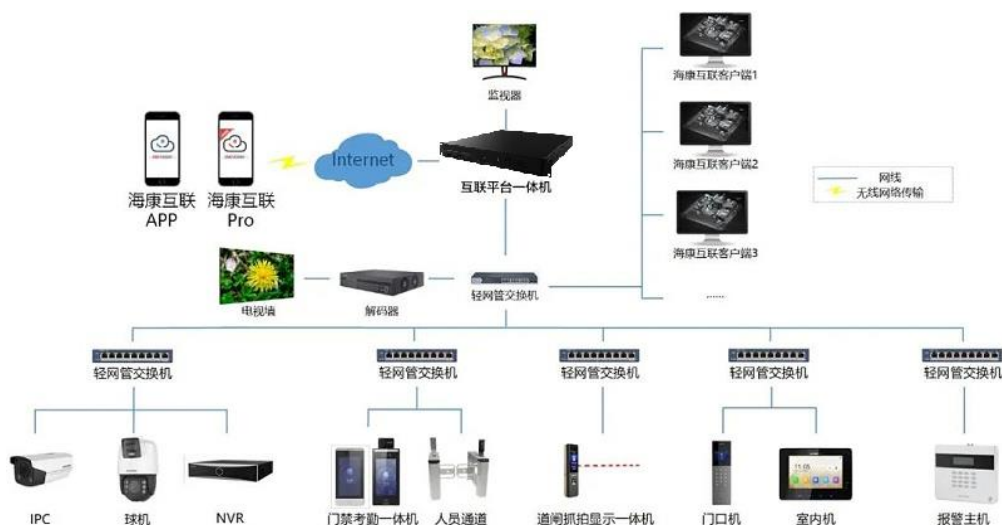 监视器
海康互联客户端1
海康互联客户端2
海康互联客户端3
......
Internet
互联平台一体机
海康互联
APP
海康互联
Pro
网线
无线网络传输
电视墙
解码器
轻网管交换机
轻网管交换机
轻网管交换机
轻网管交换机
轻网管交换机
轻网管交换机
IPC
球机
NVR
门禁考勤一体机
人员通道
道闸抓拍显示一体机
门口机
室内机
报警主机